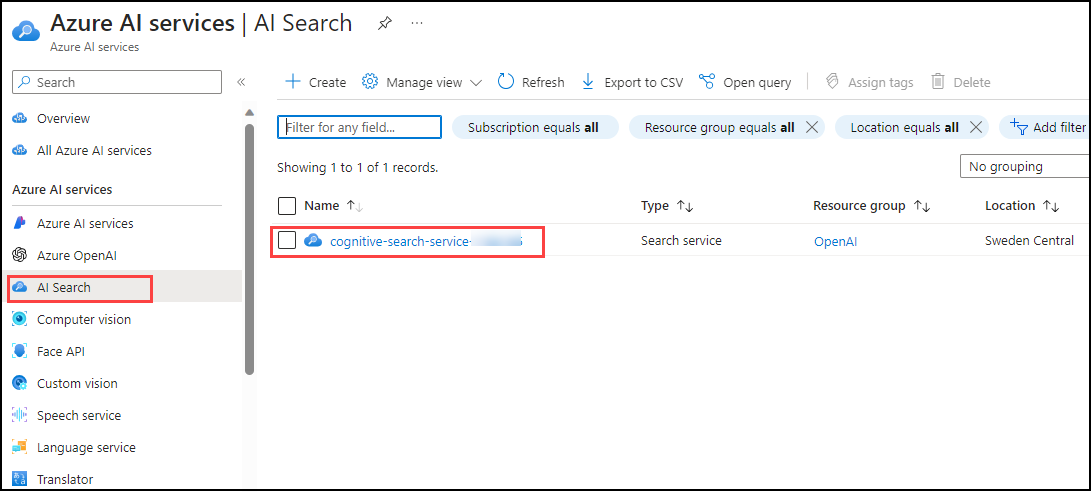 Azure AI services | AI Search
Azure AI services
Search
Overview
All Azure AI services
Azure AI services
Azure AI services
Azure OpenAI
AI Search
Computer vision
Face API
Custom vision
Speech service
Language service
Translator
Create Manage view Refresh Export to CSV Open query Assign tags Delete
Filter for any field... Subscription equals all Resource group equals all Location equals all Add filter
Showing 1 to 1 of 1 records.
No grouping
Name Type Resource group Location
cognitive-search-service- Search service OpenAI Sweden Central